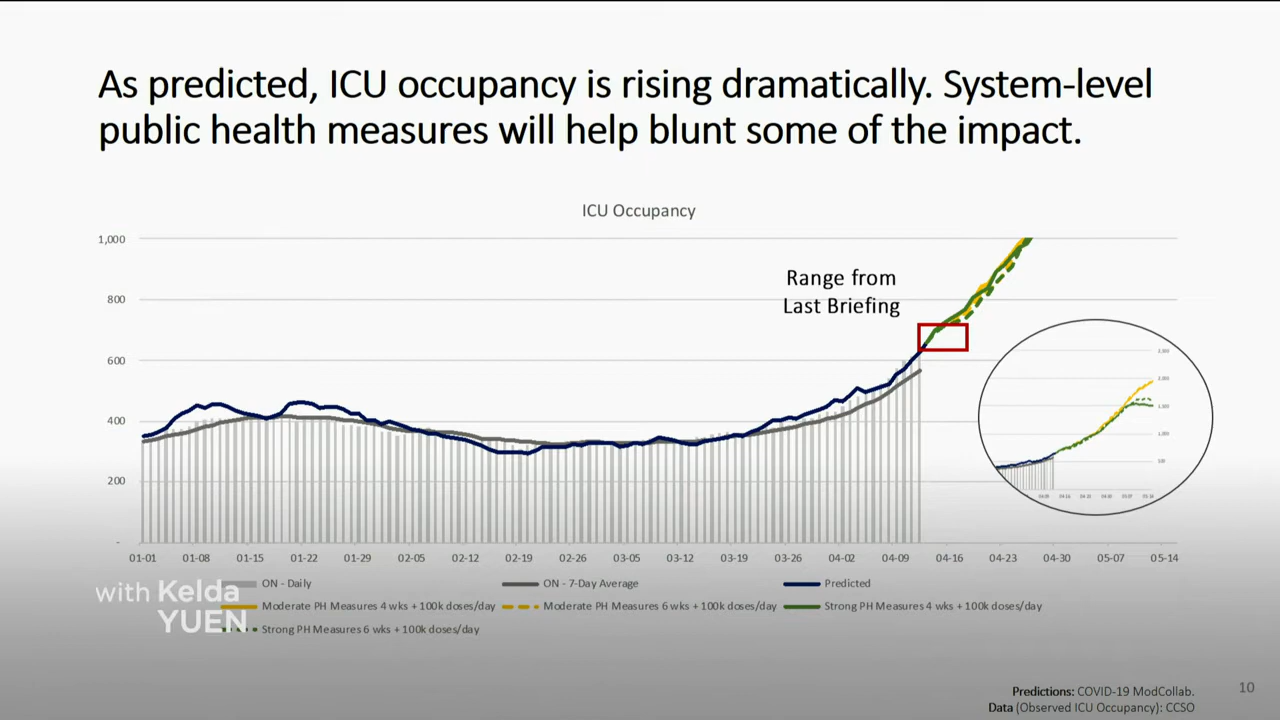 As predicted, ICU occupancy is rising dramatically. System-level
public health measures will help blunt some of the impact.
ICU Occupancy
1,000
800
600
400
200
-
Range from
Last Briefing
01-01 01-08 01-15 01-22 01-29 02-05 02-12 02-19 02-26 03-05 03-12 03-19 03-26 04-02 04-09 04-16 04-23 04-30 05-07 05-14
ON - Daily ON - 7-Day Average Predicted
Moderate PH Measures 4 wks + 100k doses/day Moderate PH Measures 6 wks + 100k doses/day Strong PH Measures 4 wks + 100k doses/day
Strong PH Measures 6 wks + 100k doses/day
with Kelda
YUEN
Predictions: COVID-19 ModCollab.
Data (Observed ICU Occupancy): CCSO
10